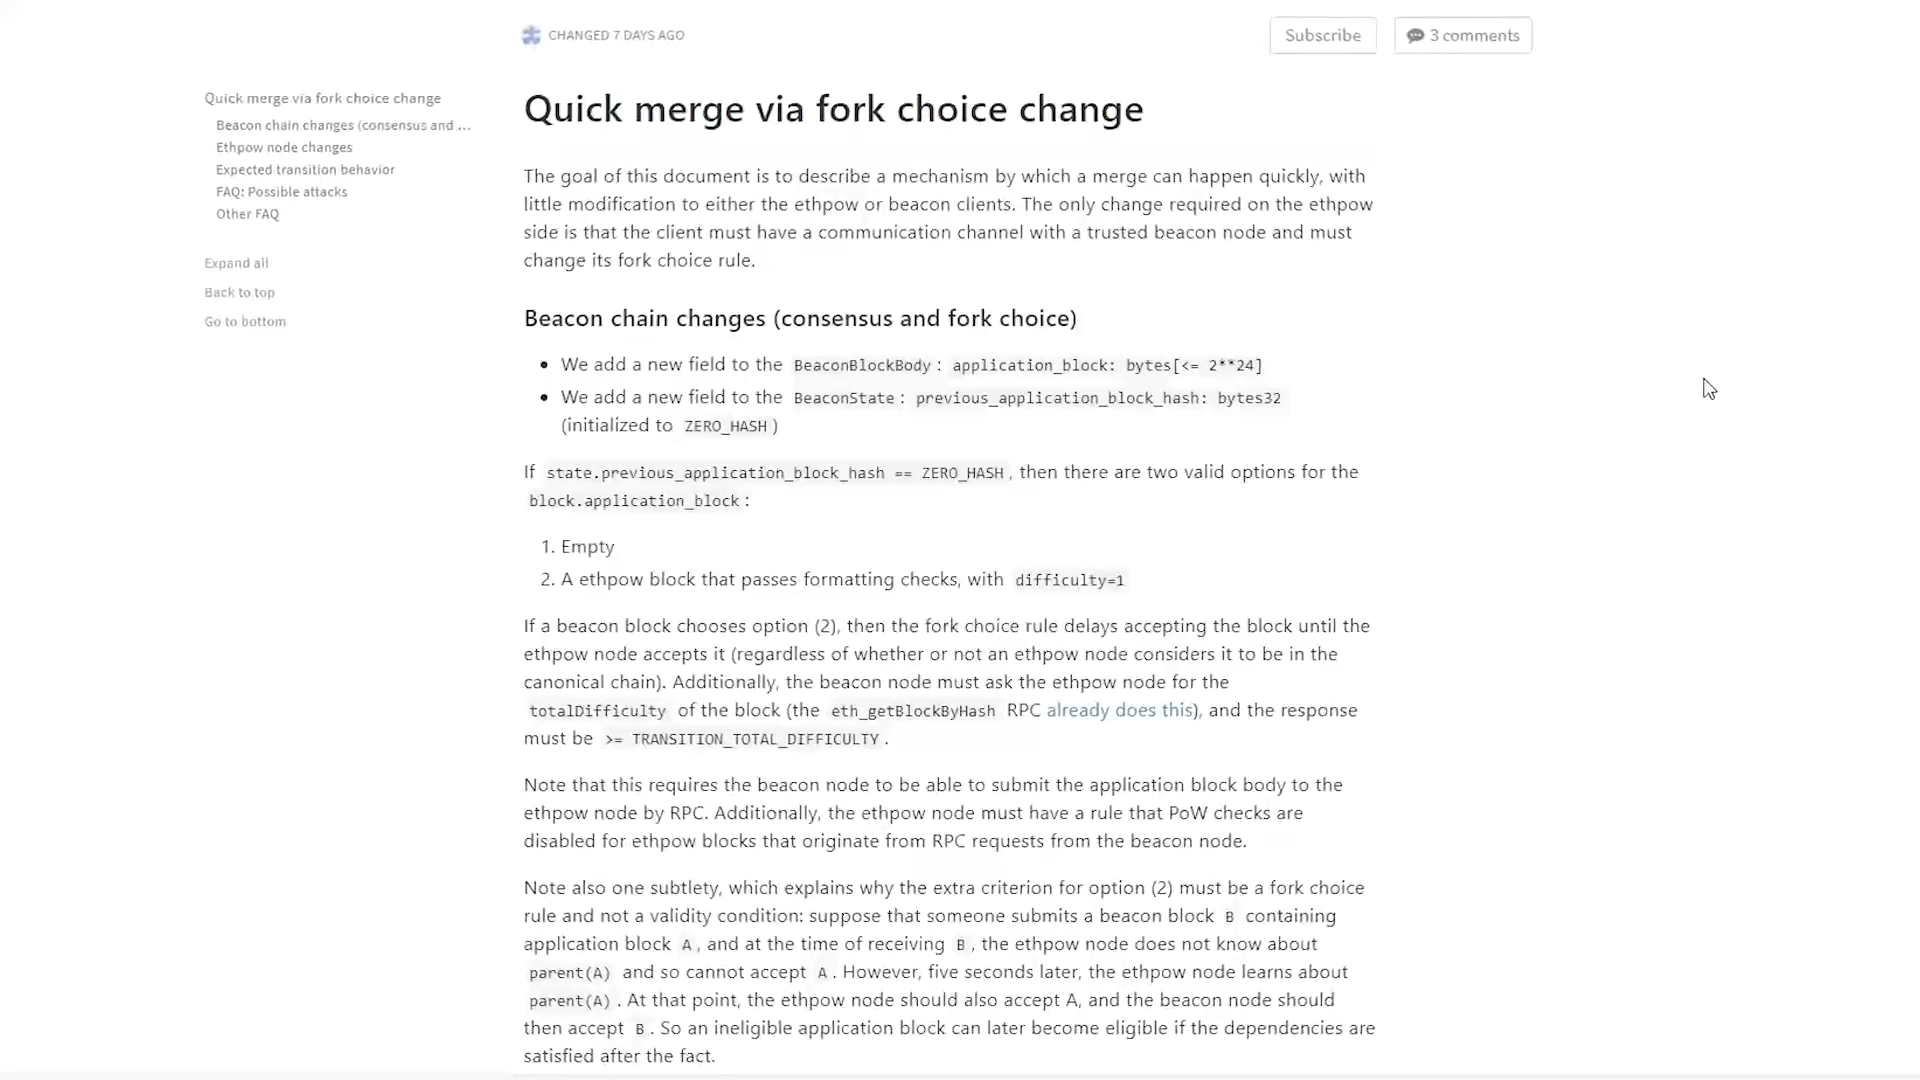 CHANGED 7 DAYS AGO
Subscribe
3 comments
Quick merge via fork choice change
Beacon chain changes (consensus and ...
Ethpow node changes
Expected transition behavior
FAQ: Possible attacks
Other FAQ
Expand all
Back to top
Go to bottom
Quick merge via fork choice change
The goal of this document is to describe a mechanism by which a merge can happen quickly, with
little modification to either the ethpow or beacon clients. The only change required on the ethpow
side is that the client must have a communication channel with a trusted beacon node and must
change its fork choice rule.
Beacon chain changes (consensus and fork choice)
• We add a new field to the BeaconBlockBody: application_block: bytes[<= 2**24]
• We add a new field to the BeaconState: previous_application_block_hash: bytes32
(initialized to ZERO_HASH)
If state.previous_application_block_hash == ZERO_HASH, then there are two valid options for the
block.application_block:
1. Empty
2. A ethpow block that passes formatting checks, with difficulty=1
If a beacon block chooses option (2), then the fork choice rule delays accepting the block until the
ethpow node accepts it (regardless of whether or not an ethpow node considers it to be in the
canonical chain). Additionally, the beacon node must ask the ethpow node for the
totalDifficulty of the block (the eth_getBlockByHash RPC already does this), and the response
must be >= TRANSITION_TOTAL_DIFFICULTY.
Note that this requires the beacon node to be able to submit the application block body to the
ethpow node by RPC. Additionally, the ethpow node must have a rule that PoW checks are
disabled for ethpow blocks that originate from RPC requests from the beacon node.
Note also one subtlety, which explains why the extra criterion for option (2) must be a fork choice
rule and not a validity condition: suppose that someone submits a beacon block B containing
application block A, and at the time of receiving B, the ethpow node does not know about
parent(A) and so cannot accept A. However, five seconds later, the ethpow node learns about
parent(A). At that point, the ethpow node should also accept A, and the beacon node should
then accept B. So an ineligible application block can later become eligible if the dependencies are
satisfied after the fact.